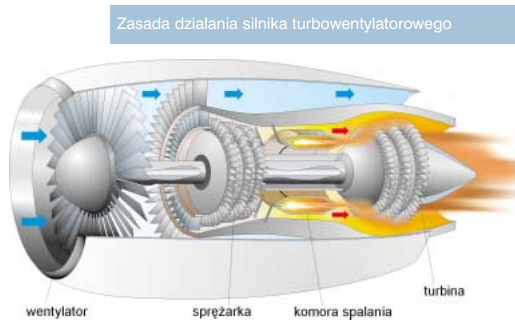 Zasada działania silnika turbowentylatorowego
wentylator
sprężarka
komora spalania
turbina